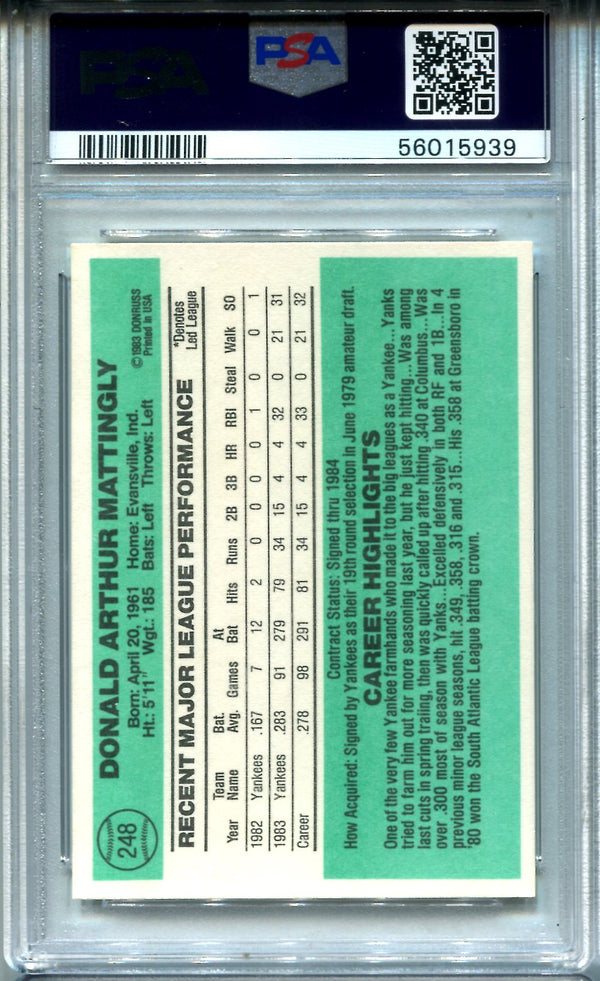 PSA
PSA
56015939
248
DONALD ARTHUR MATTINGLY
Born: April 20, 1961 Home: Evansville, Ind.
Ht.: 5'11" Wgt.: 185 Bats: Left Throws: Left
©1983 DONRUSS
Printed in USA
RECENT MAJOR LEAGUE PERFORMANCE
*Denotes
Led League
Year Team Name Bat. Avg. Games At Bat Hits Runs 2B 3B HR RBI Steal Walk SO
1982 Yankees .167 7 12 2 0 0 0 0 1 0 0 1
1983 Yankees .283 91 279 79 34 15 4 4 32 0 21 31
Career .278 98 291 81 34 15 4 4 33 0 21 32
Contract Status: Signed thru 1984
How Acquired: Signed by Yankees as their 19th round selection in June 1979 amateur draft.
CAREER HIGHLIGHTS
One of the very few Yankee farmhands who made it to the big leagues as a Yankee...Yanks
tried to farm him out for more seasoning last year, but he just kept hitting...Was among
last cuts in spring trailing, then was quickly called up after hitting .340 at Columbus...Was
over .300 most of season with Yanks...Excelled defensively in both RF and 1B...In 4
previous minor league seasons, hit .349, .358, .316 and .315...His .358 at Greensboro in
'80 won the South Atlantic League batting crown.